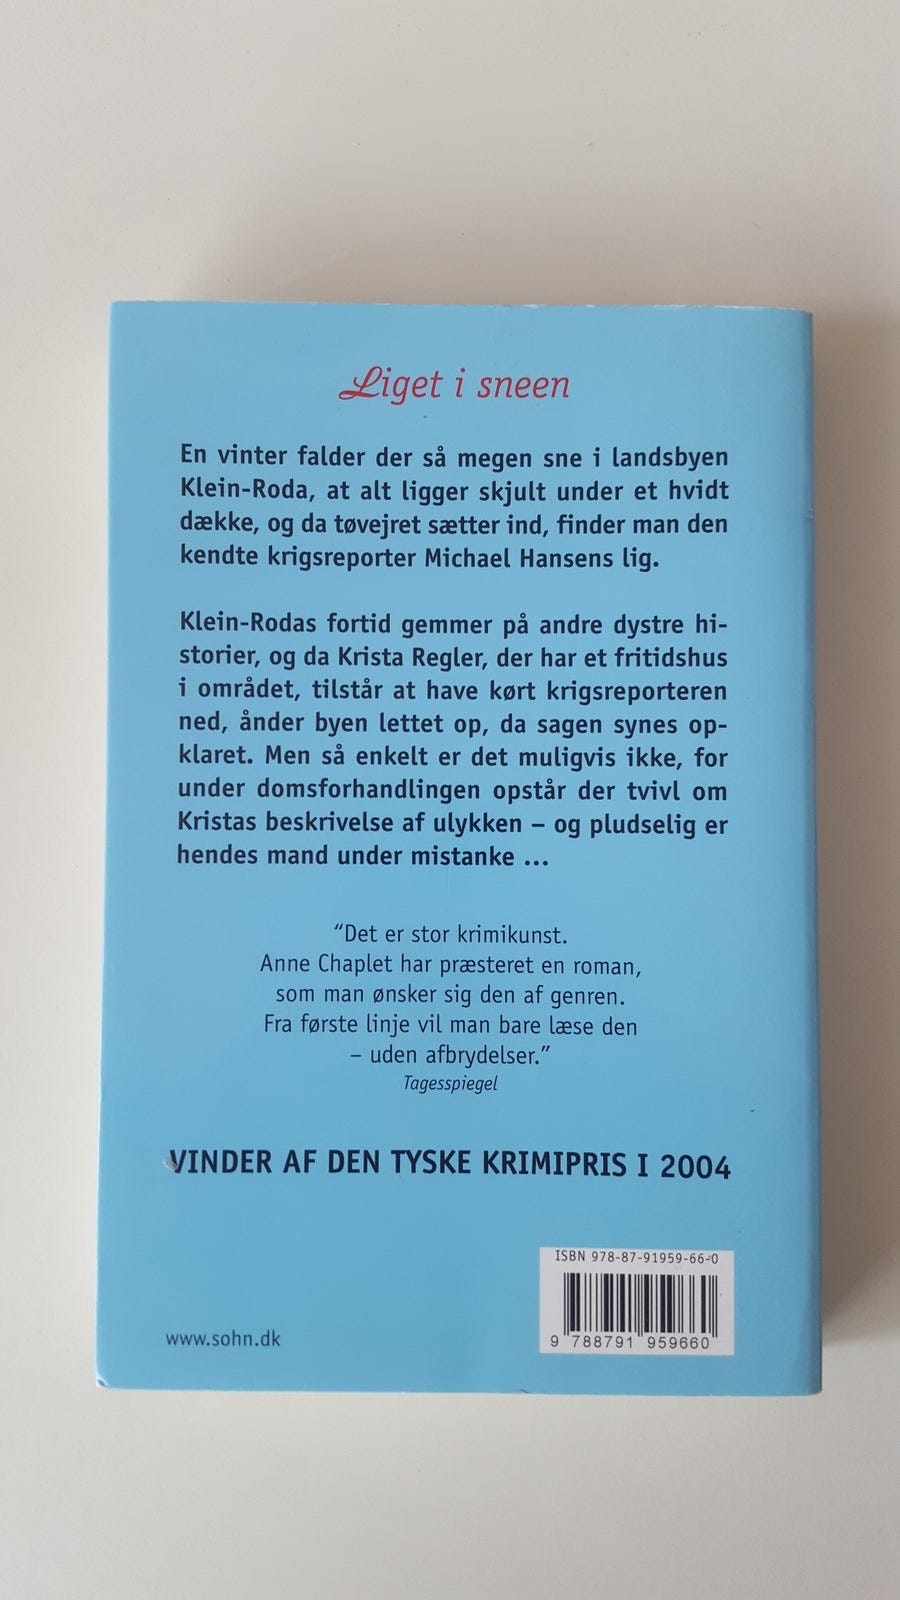 Liget i sneen
En vinter falder der så megen sne i landsbyen
Klein-Roda, at alt ligger skjult under et hvidt
dække, og da tøvejret sætter ind, finder man den
kendte krigsreporter Michael Hansens lig.
Klein-Rodas fortid gemmer på andre dystre hi-
storier, og da Krista Regler, der har et fritidshus
i området, tilstår at have kørt krigsreporteren
ned, ånder byen lettet op, da sagen synes op-
klaret. Men så enkelt er det muligvis ikke, for
under domsforhandlingen opstår der tvivl om
Kristas beskrivelse af ulykken – og pludselig er
hendes mand under mistanke ...
“Det er stor krimikunst.
Anne Chaplet har præsteret en roman,
som man ønsker sig den af genren.
Fra første linje vil man bare læse den
– uden afbrydelser.”
Tagesspiegel
VINDER AF DEN TYSKE KRIMIPRIS I 2004
ISBN 978-87-91959-66-0
9 788791 959660
www.sohn.dk